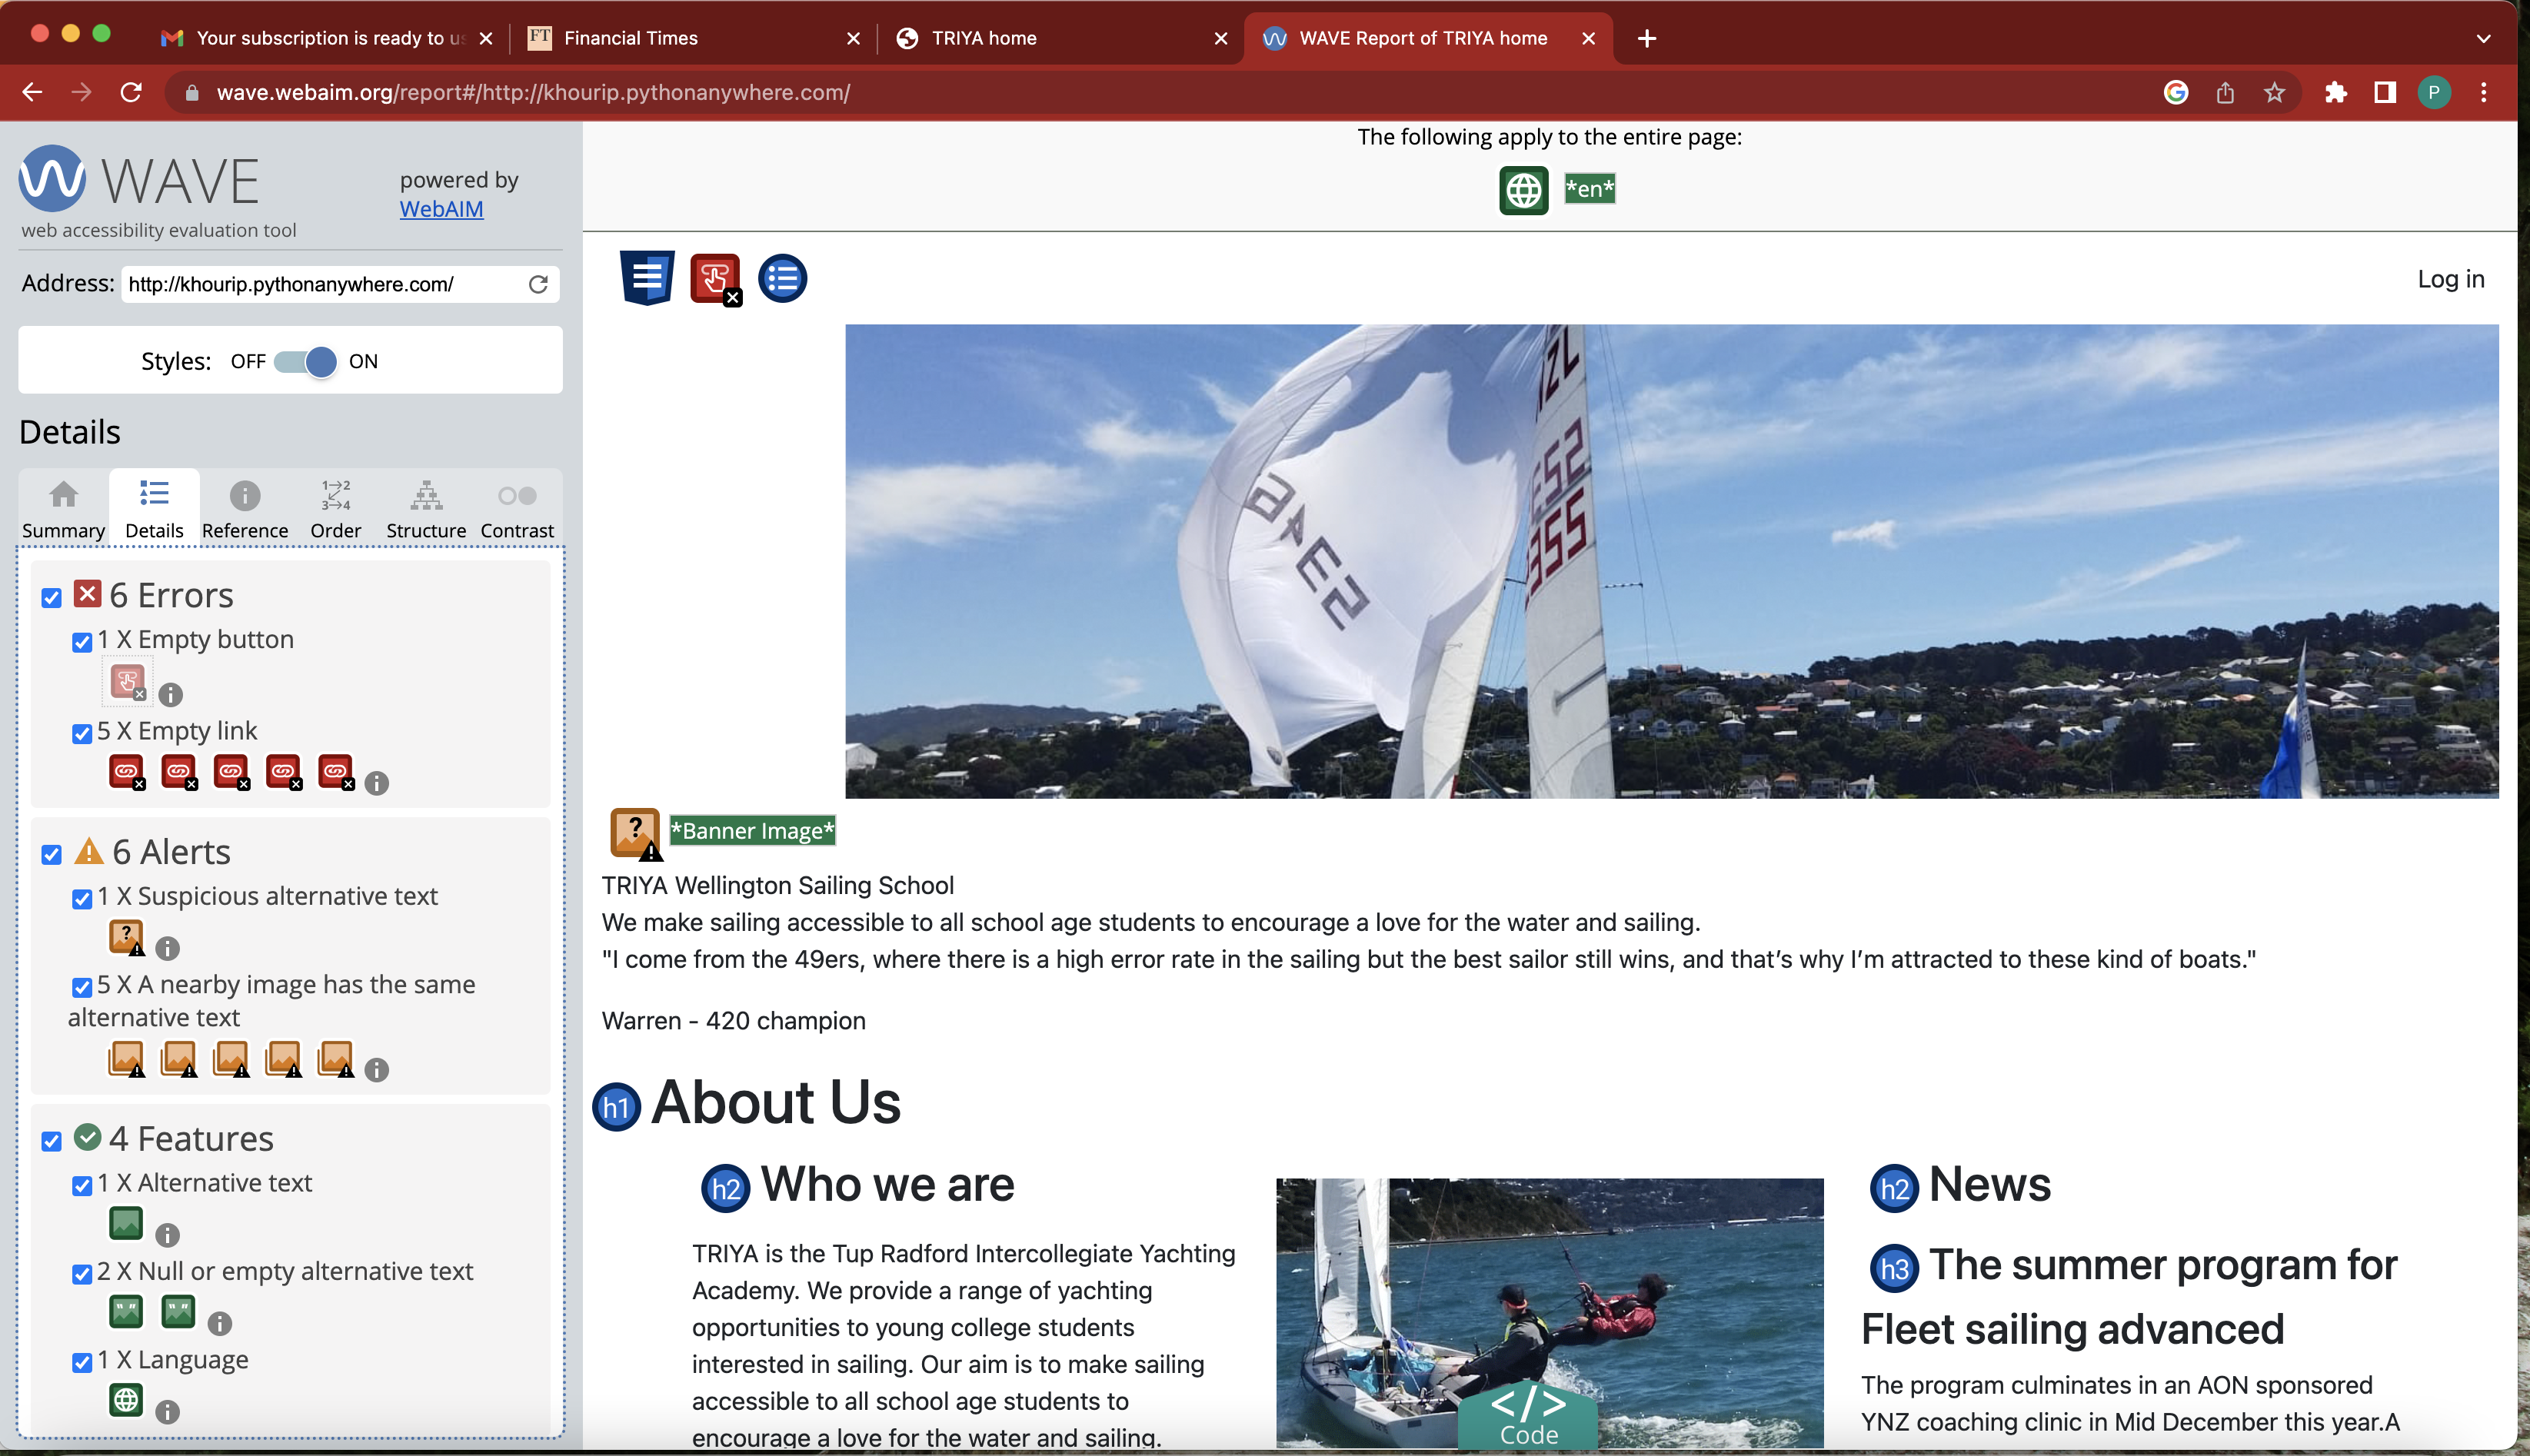 Your subscription is ready to us
Financial Times
TRIYA home
WAVE Report of TRIYA home
wave.webaim.org/report#/http://khourip.pythonanywhere.com/
P
WAVE
powered by
WebAIM
web accessibility evaluation tool
Address: http://khourip.pythonanywhere.com/
Styles: OFF ON
Details
Summary Details Reference Order Structure Contrast
6 Errors
1 X Empty button
5 X Empty link
6 Alerts
1 X Suspicious alternative text
5 X A nearby image has the same
alternative text
4 Features
1 X Alternative text
2 X Null or empty alternative text
1 X Language
The following apply to the entire page:
*en*
Log in
*Banner Image*
TRIYA Wellington Sailing School
We make sailing accessible to all school age students to encourage a love for the water and sailing.
"I come from the 49ers, where there is a high error rate in the sailing but the best sailor still wins, and that’s why I’m attracted to these kind of boats."
Warren - 420 champion
h1 About Us
h2 Who we are
TRIYA is the Tup Radford Intercollegiate Yachting
Academy. We provide a range of yachting
opportunities to young college students
interested in sailing. Our aim is to make sailing
accessible to all school age students to
encourage a love for the water and sailing.
</> Code
h2 News
h3 The summer program for
Fleet sailing advanced
The program culminates in an AON sponsored
YNZ coaching clinic in Mid December this year.A